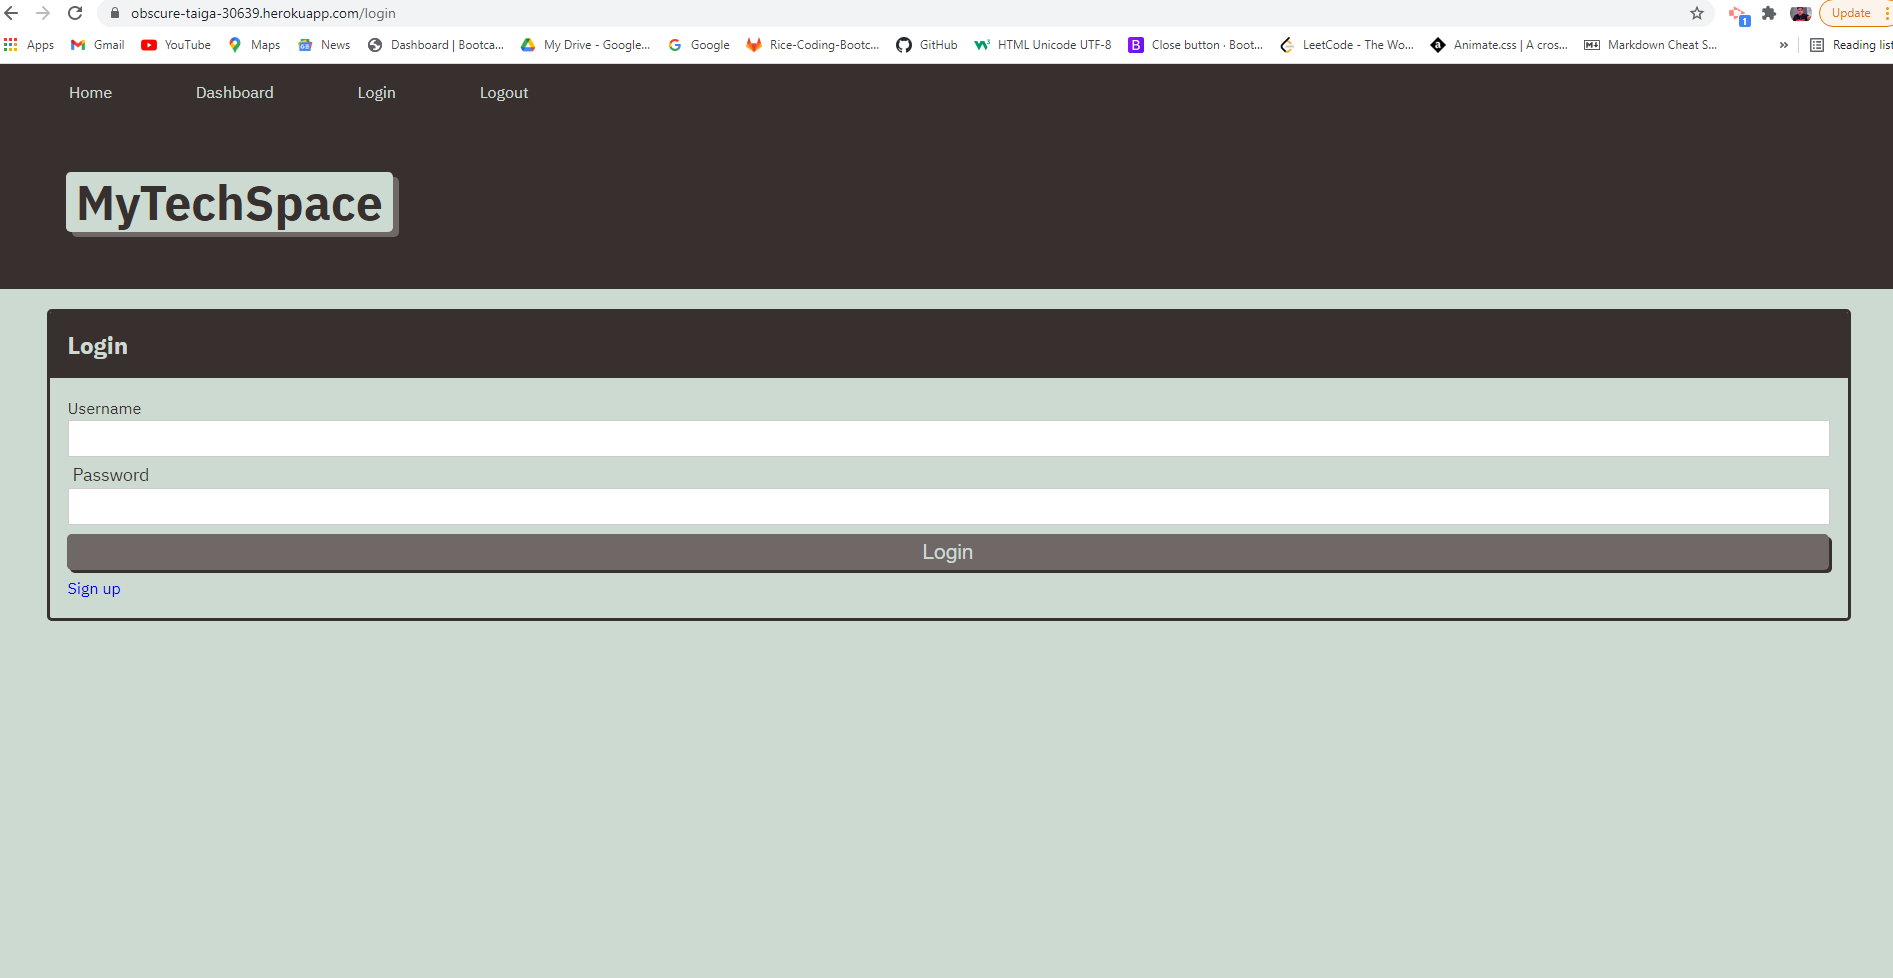 obscure-taiga-30639.herokuapp.com/login
1
Update
Apps Gmail YouTube Maps News Dashboard | Bootca... My Drive - Google... Google Rice-Coding-Bootc... GitHub HTML Unicode UTF-8 B Close button · Boot... LeetCode - The Wo... a Animate.css | A cros... Markdown Cheat S... » Reading list
Home Dashboard Login Logout
MyTechSpace
Login
Username
Password
Login
Sign up